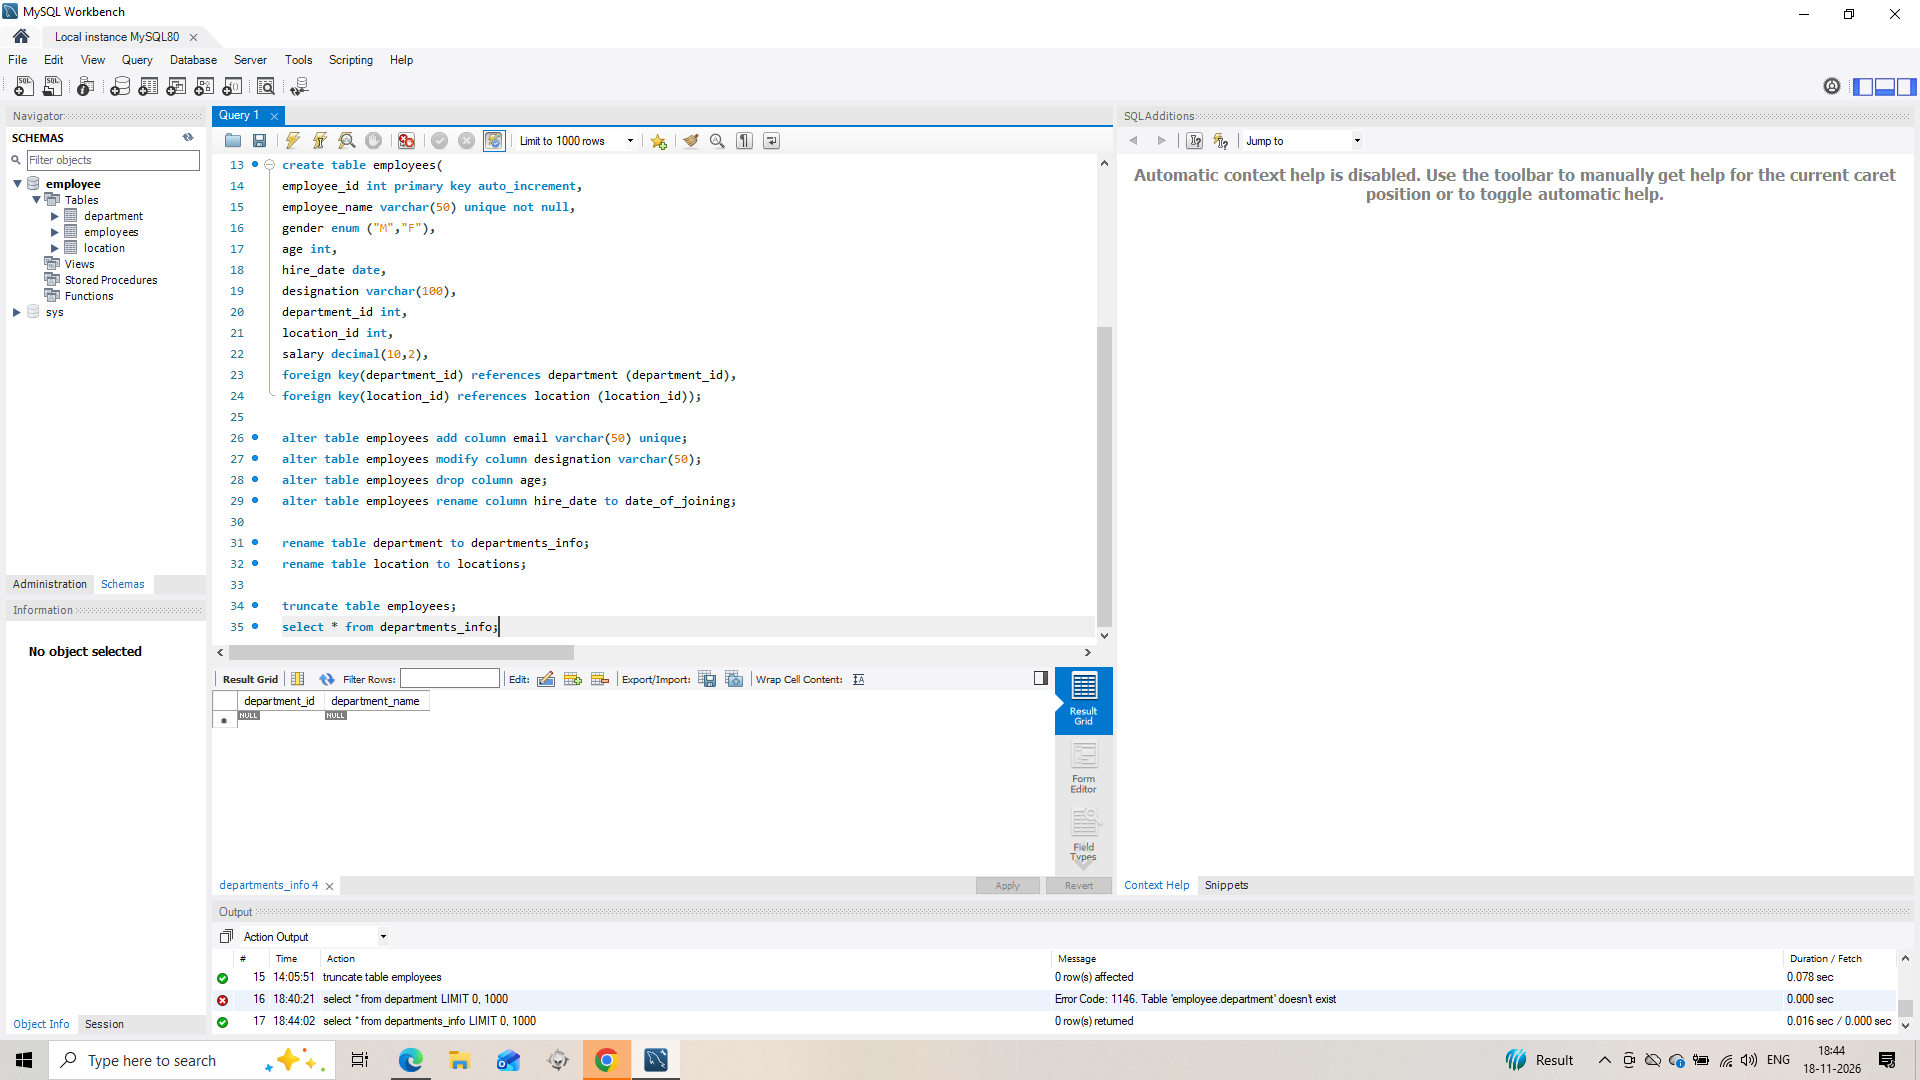 MySQL Workbench
Local instance MySQL80
File Edit View Query Database Server Tools Scripting Help
Navigator
SCHEMAS
Filter objects
employee
Tables
department
employees
location
Views
Stored Procedures
Functions
sys
Administration Schemas
Information
No object selected
Object Info Session
Query 1
Limit to 1000 rows
13 create table employees(
14 employee_id int primary key auto_increment,
15 employee_name varchar(50) unique not null,
16 gender enum ("M","F"),
17 age int,
18 hire_date date,
19 designation varchar(100),
20 department_id int,
21 location_id int,
22 salary decimal(10,2),
23 foreign key(department_id) references department (department_id),
24 foreign key(location_id) references location (location_id));
25
26 alter table employees add column email varchar(50) unique;
27 alter table employees modify column designation varchar(50);
28 alter table employees drop column age;
29 alter table employees rename column hire_date to date_of_joining;
30
31 rename table department to departments_info;
32 rename table location to locations;
33
34 truncate table employees;
35 select * from departments_info;
Result Grid Filter Rows: Edit: Export/Import: Wrap Cell Content:
department_id department_name
NULL NULL
Result Grid
Form Editor
Field Types
departments_info 4 Apply Revert
SQLAdditions
Jump to
Automatic context help is disabled. Use the toolbar to manually get help for the current caret
position or to toggle automatic help.
Context Help Snippets
Output
Action Output
# Time Action Message Duration / Fetch
15 14:05:51 truncate table employees 0 row(s) affected 0.078 sec
16 18:40:21 select * from department LIMIT 0, 1000 Error Code: 1146. Table 'employee.department' doesn't exist 0.000 sec
17 18:44:02 select * from departments_info LIMIT 0, 1000 0 row(s) returned 0.016 sec / 0.000 sec
Type here to search
Result
ENG
18:44
18-11-2026